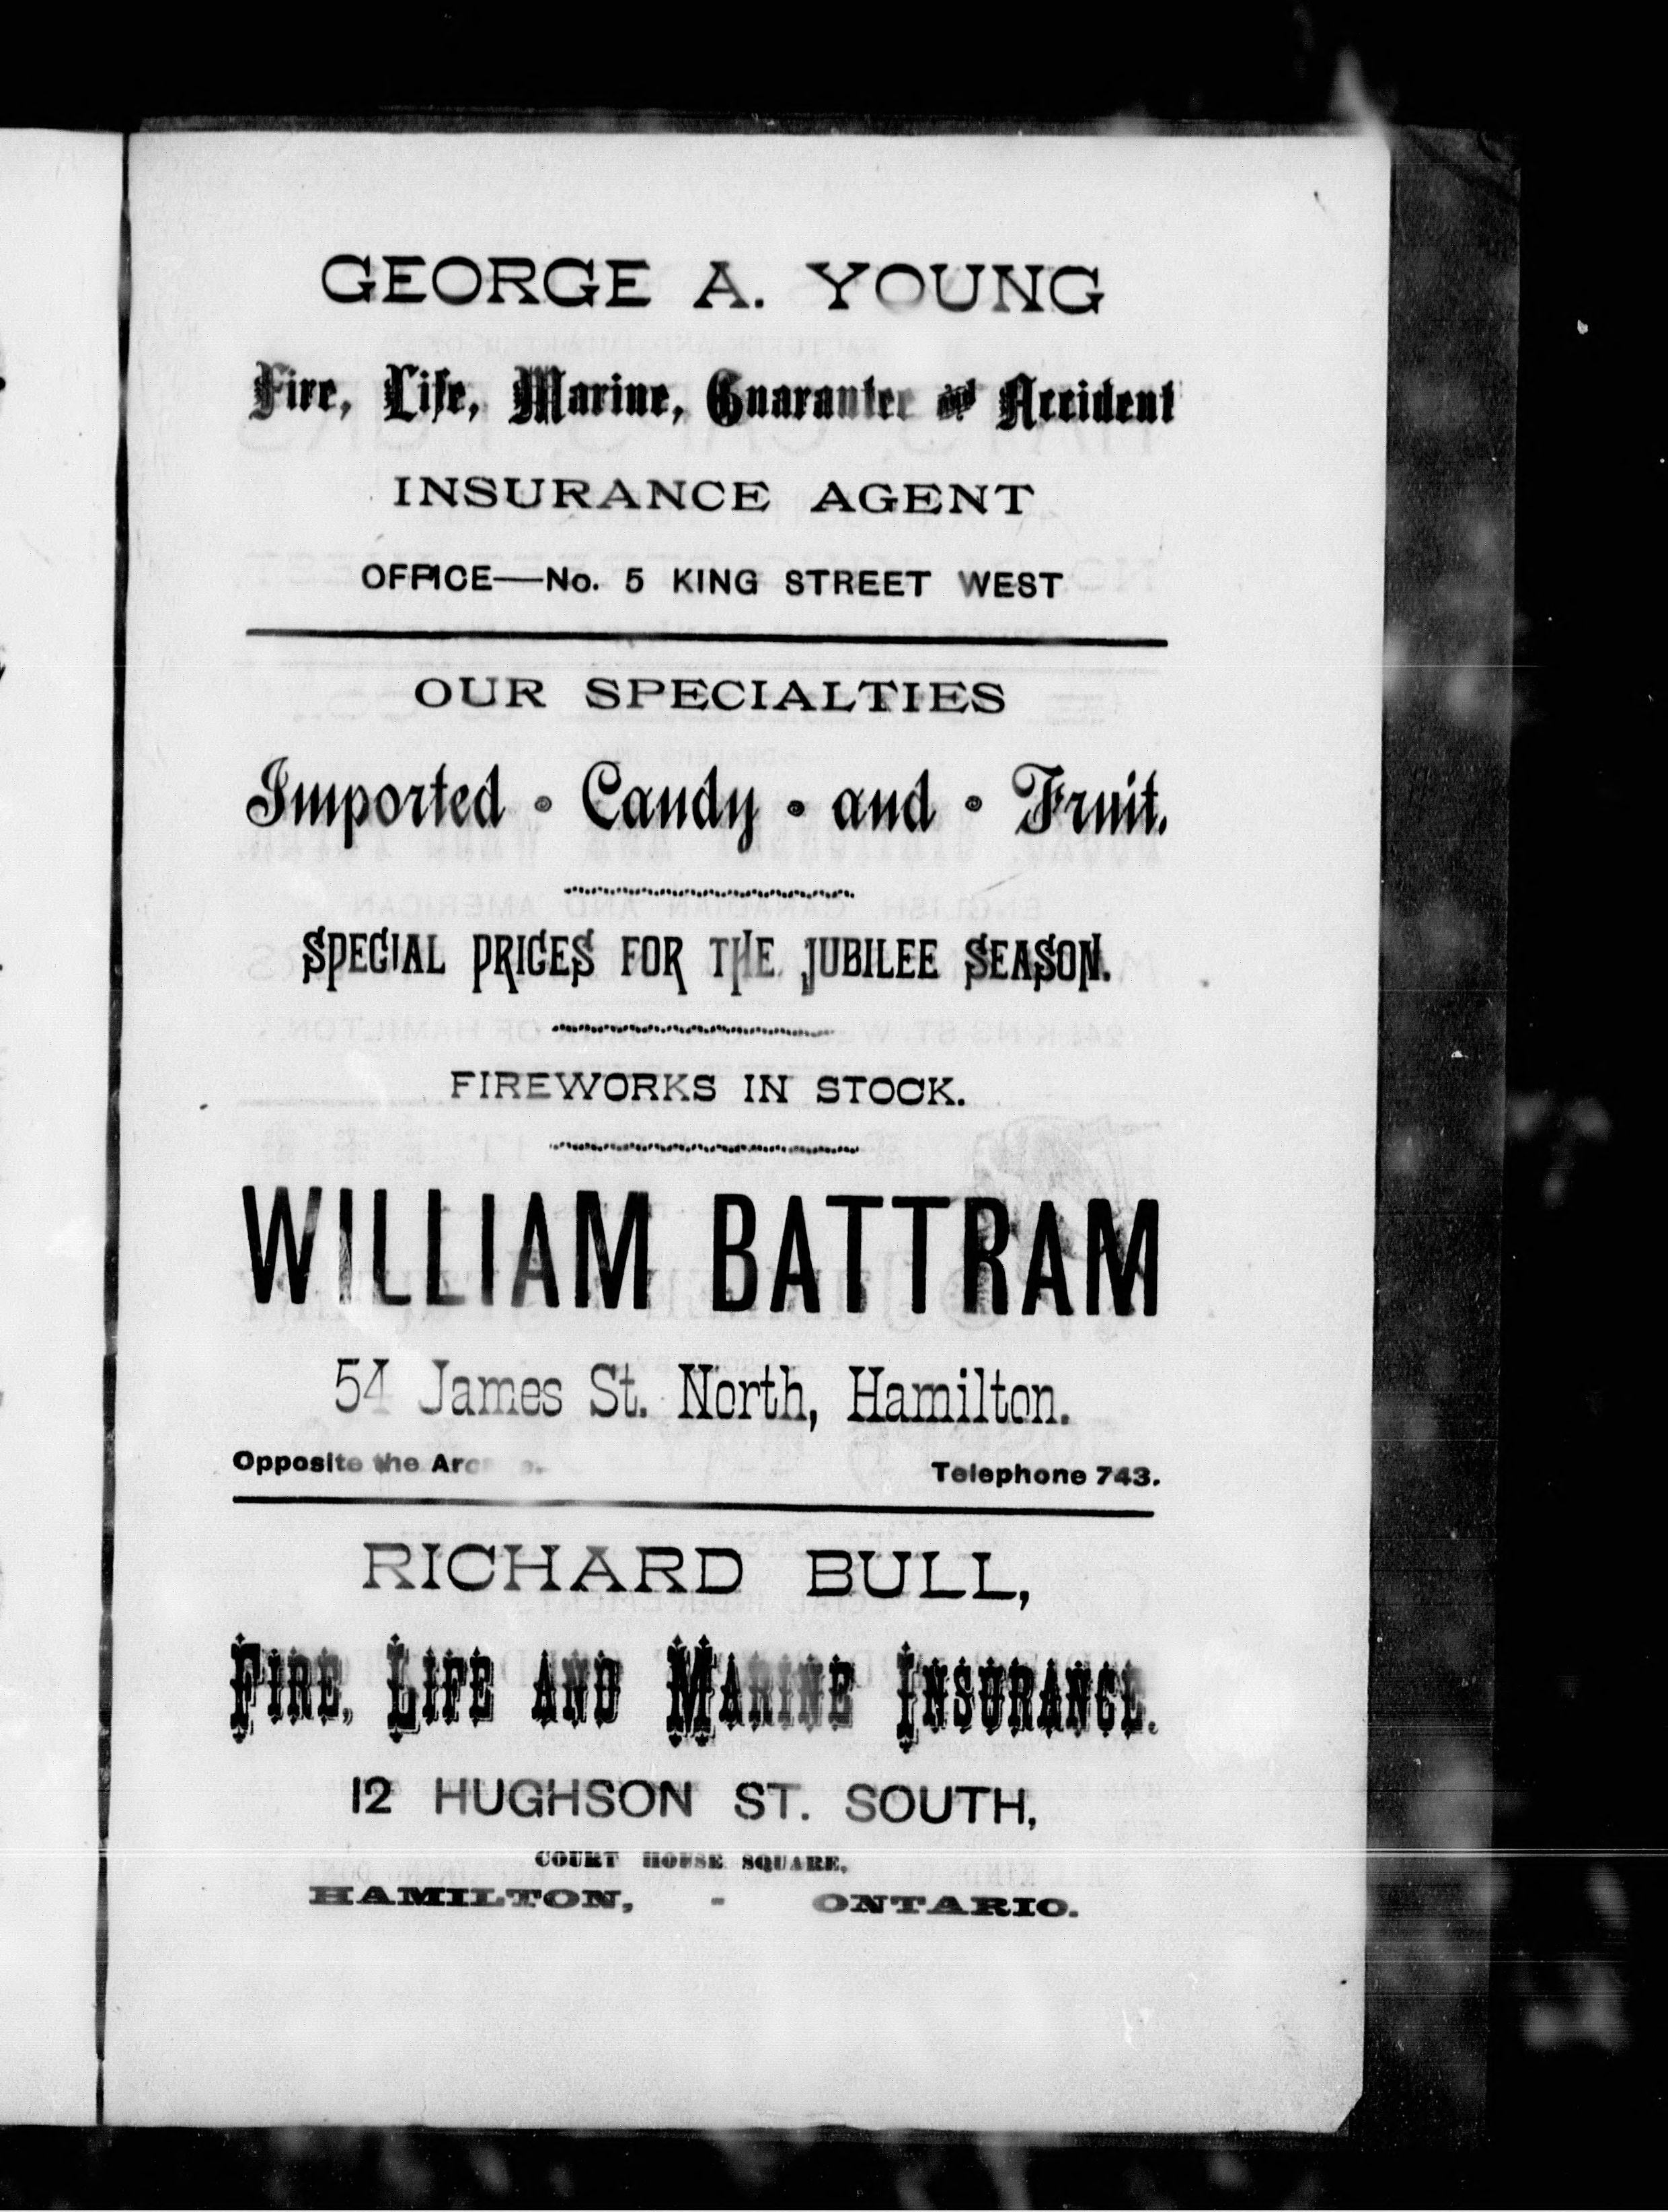 GEORGE A. YOUNG
Fire, Life, Marine, Guarantee and Accident
INSURANCE AGENT
OFFICE—No. 5 KING STREET WEST
OUR SPECIALTIES
Imported • Candy • and • Fruit.
SPECIAL PRICES FOR THE JUBILEE SEASON.
FIREWORKS IN STOCK.
WILLIAM BATTRAM
54 James St. North, Hamilton.
Opposite the
Telephone 743.
RICHARD BULL,
FIRE, LIFE AND MARINE INSURANCE.
12 HUGHSON ST. SOUTH,
COURT HOUSE SQUARE,
HAMILTON, - ONTARIO.